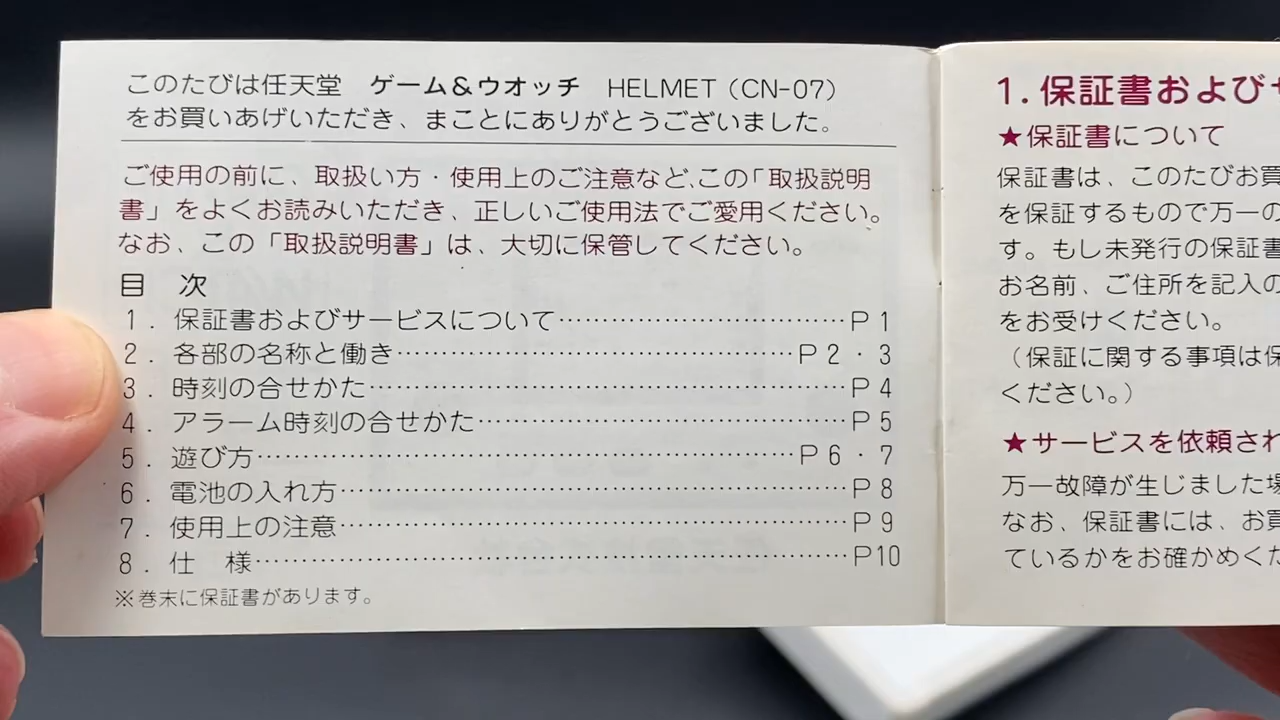 このたびは任天堂　ゲーム&ウオッチ　HELMET（CN-07）
をお買いあげいただき、まことにありがとうございました。
ご使用の前に、取扱い方・使用上のご注意など、この「取扱説明
書」をよくお読みいただき、正しいご使用法でご愛用ください。
なお、この「取扱説明書」は、大切に保管してください。
目　次
1．保証書およびサービスについて……………………P 1
2．各部の名称と働き……………………………P 2・3
3．時刻の合せかた…………………………………P 4
4．アラーム時刻の合せかた………………………P 5
5．遊び方……………………………………P 6・7
6．電池の入れ方……………………………………P 8
7．使用上の注意……………………………………P 9
8．仕　様……………………………………………P10
※巻末に保証書があります。
1. 保証書および
★保証書について
保証書は、このたびお買
を保証するもので万一の
す。もし未発行の保証書
お名前、ご住所を記入の
をお受けください。
（保証に関する事項は保
ください。）
★サービスを依頼され
万一故障が生じました場
なお、保証書には、お買
ているかをお確かめくだ